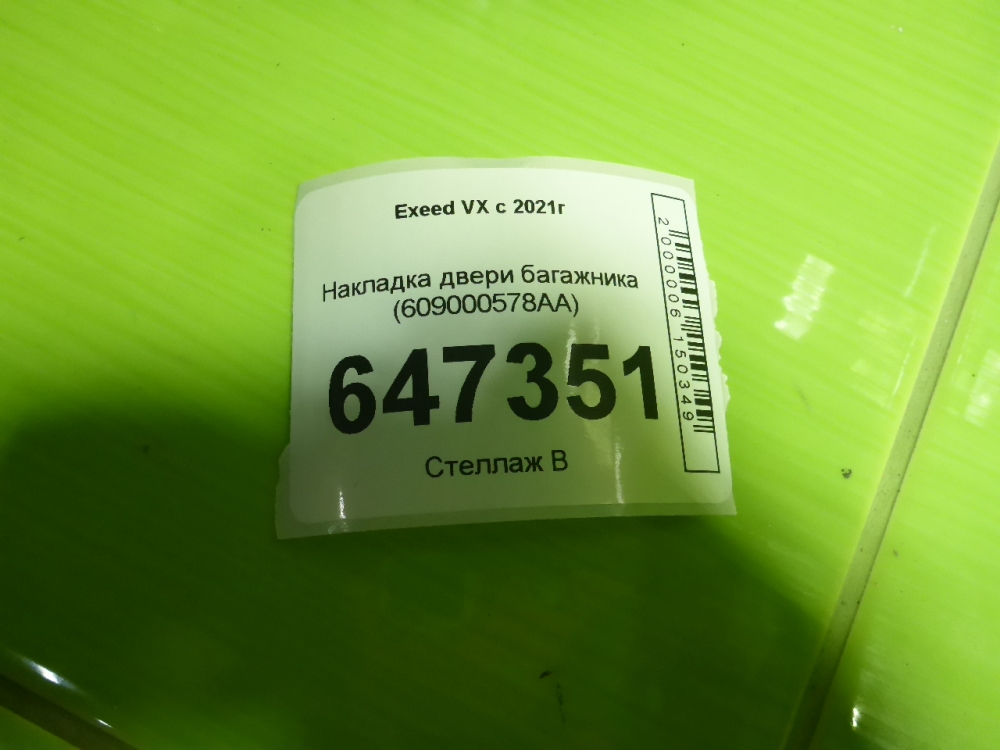 Exeed VX с 2021г
Накладка двери багажника
(609000578AA)
647351
Стеллаж В
2000006150349